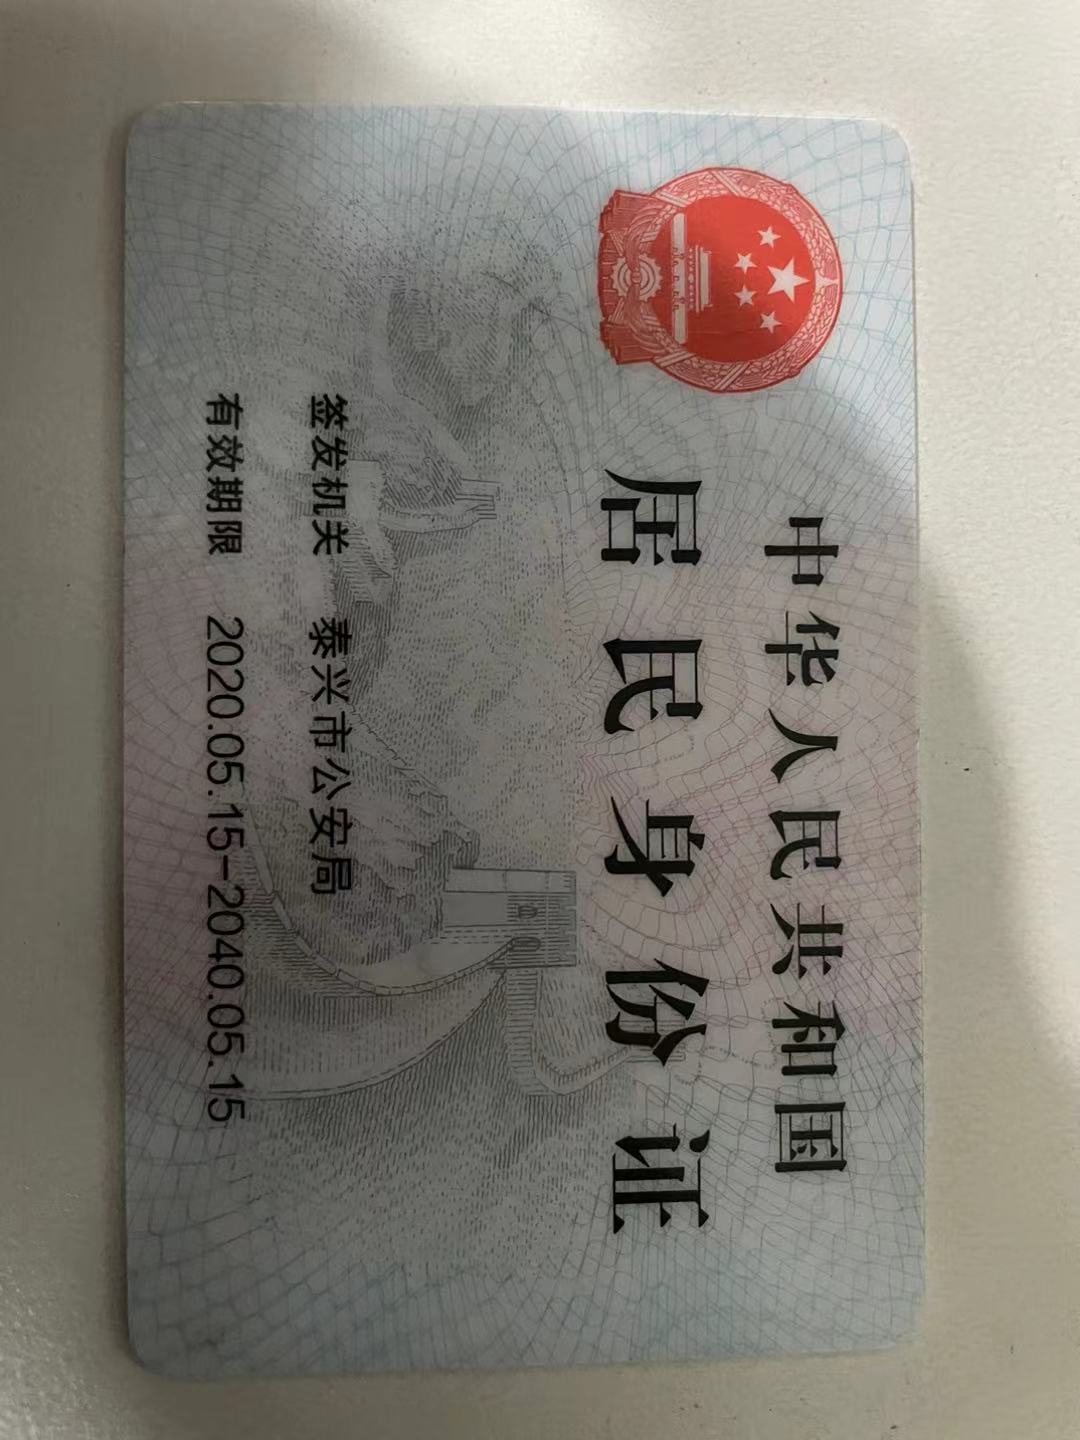 中华人民共和国
居民身份证
签发机关 泰兴市公安局
有效期限 2020.05.15-2040.05.15